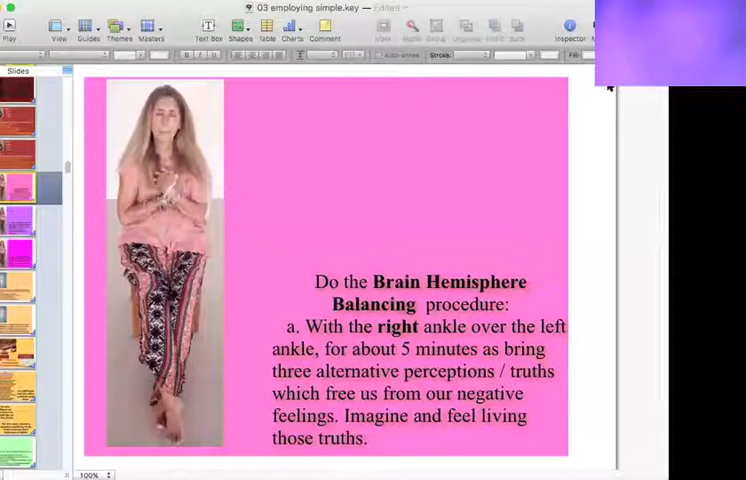 03 employing simple.key — Edited
Play
View
Guides
Themes
Masters
Text Box
Shapes
Table
Charts
Comment
Inspector
Stroke:
Fill:
Slides
Do the Brain Hemisphere
Balancing procedure:
a. With the right ankle over the left
ankle, for about 5 minutes as bring
three alternative perceptions / truths
which free us from our negative
feelings. Imagine and feel living
those truths.
100%